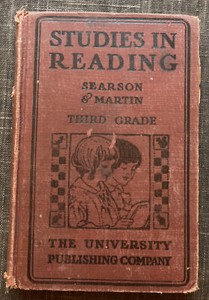 STUDIES IN
READING
SEARSON
& MARTIN
THIRD GRADE
THE UNIVERSITY
PUBLISHING COMPANY